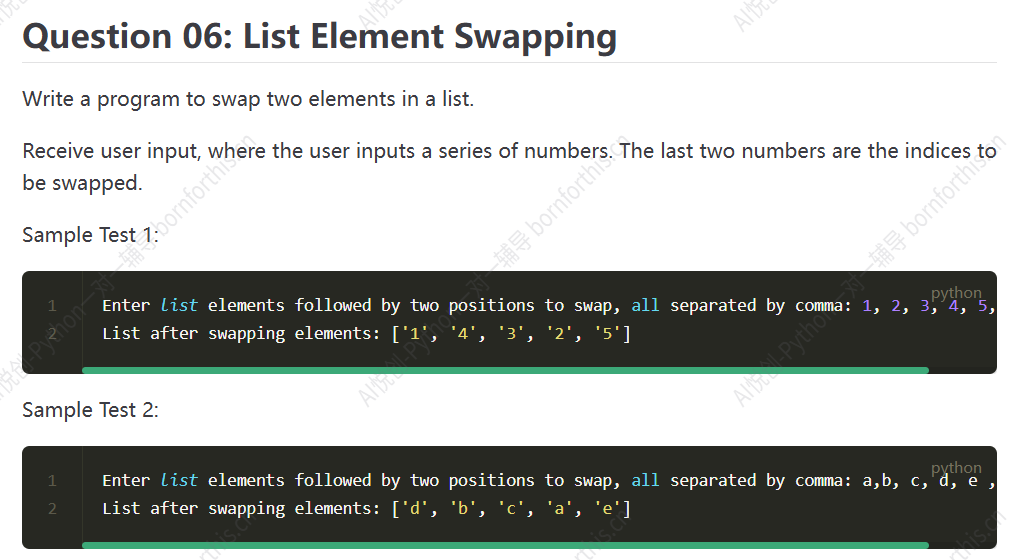 Question 06: List Element Swapping
Write a program to swap two elements in a list.
Receive user input, where the user inputs a series of numbers. The last two numbers are the indices to
be swapped.
Sample Test 1:
python
1 Enter list elements followed by two positions to swap, all separated by comma: 1, 2, 3, 4, 5,
2 List after swapping elements: ['1', '4', '3', '2', '5']
Sample Test 2:
python
1 Enter list elements followed by two positions to swap, all separated by comma: a,b, c, d, e ,
2 List after swapping elements: ['d', 'b', 'c', 'a', 'e']
AI悦创-Python一对一辅导 bornforthis.cn